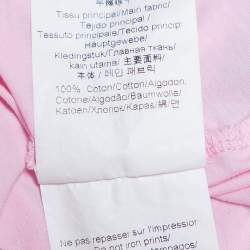 Tissu principal/Main fabric/
Tejido principal/
Tessuto principale/Tecido princip
Hauptgewebe/
Kledingstuk/Главная ткань/
kain utama/主要面料/
本体/메인 패브릭
100% Coton/Cotton/Algodon,
Cotone/Algodão/Baumwolle/
Katoen/Хлопок/Kapas/綿/면
Ne pas repasser sur l'impression
Do not iron prints/